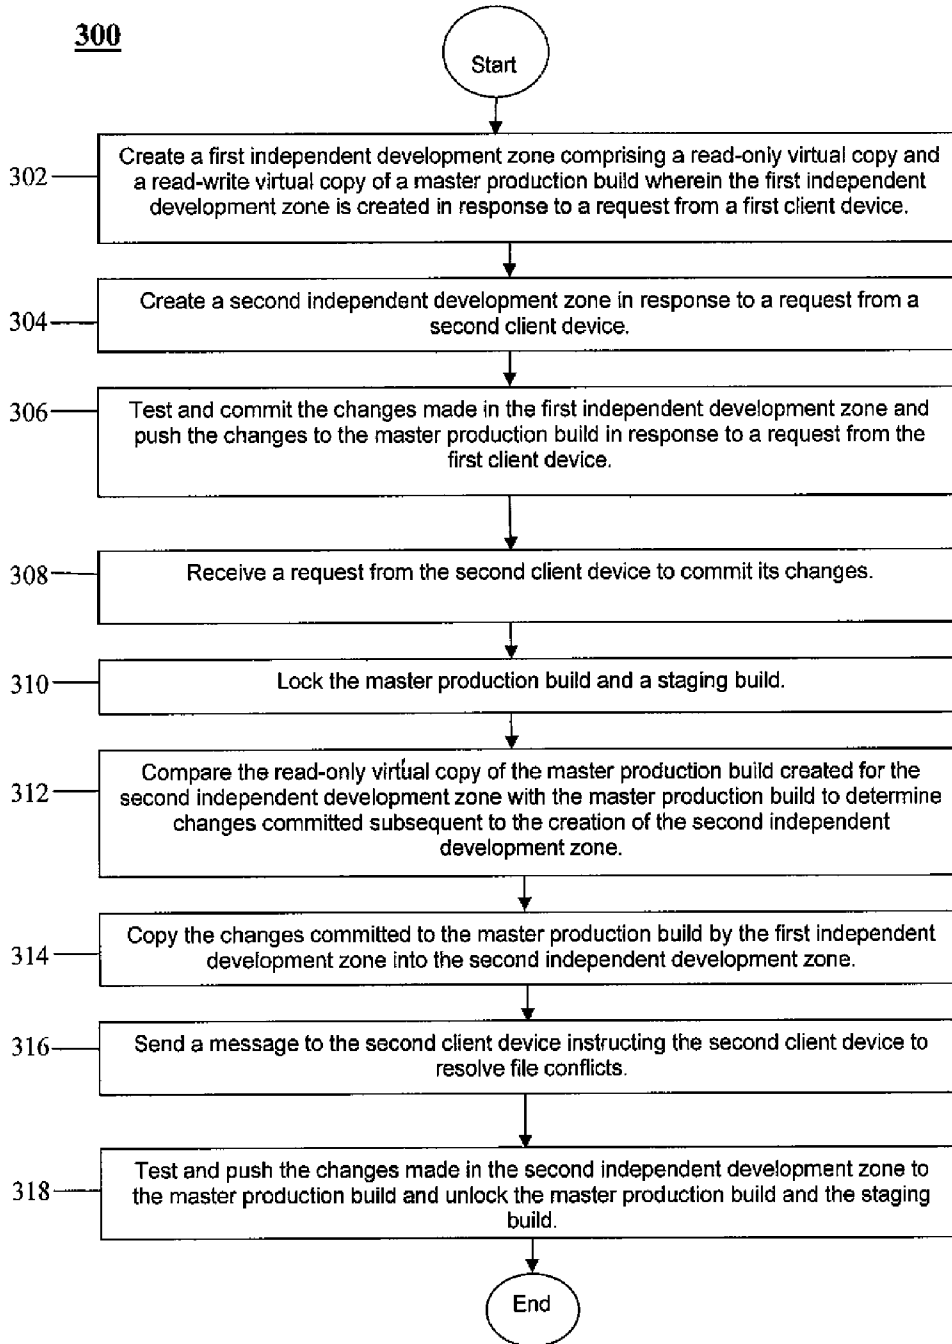 300
Start
302
Create a first independent development zone comprising a read-only virtual copy and
a read-write virtual copy of a master production build wherein the first independent
development zone is created in response to a request from a first client device.
304
Create a second independent development zone in response to a request from a
second client device.
306
Test and commit the changes made in the first independent development zone and
push the changes to the master production build in response to a request from the
first client device.
308
Receive a request from the second client device to commit its changes.
310
Lock the master production build and a staging build.
312
Compare the read-only virtual copy of the master production build created for the
second independent development zone with the master production build to determine
changes committed subsequent to the creation of the second independent
development zone.
314
Copy the changes committed to the master production build by the first independent
development zone into the second independent development zone.
316
Send a message to the second client device instructing the second client device to
resolve file conflicts.
318
Test and push the changes made in the second independent development zone to
the master production build and unlock the master production build and the staging
build.
End